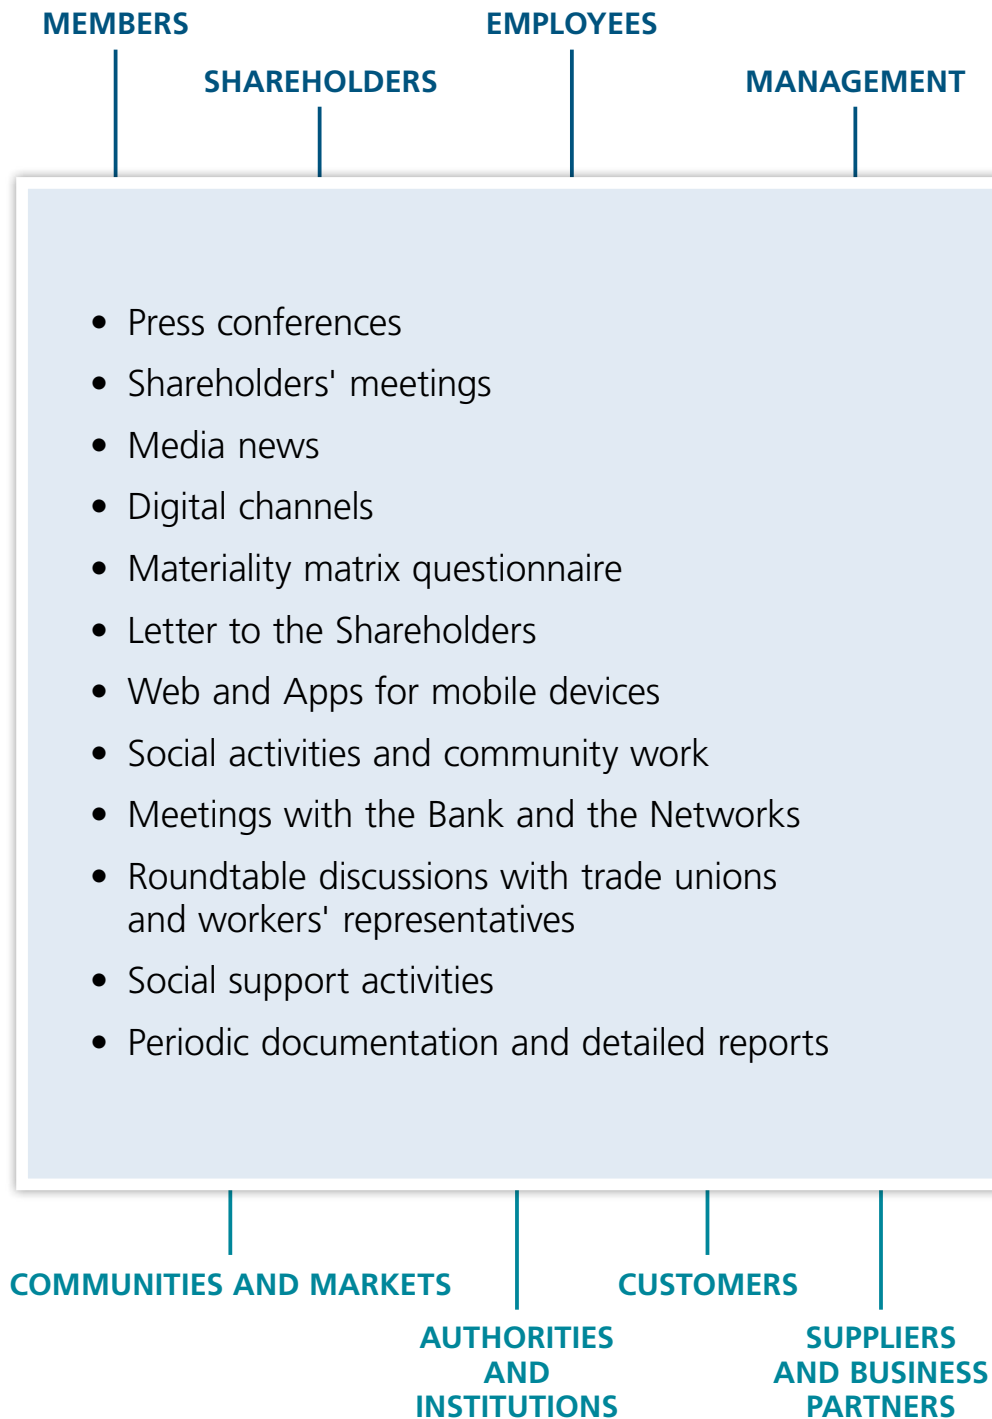 MEMBERS
EMPLOYEES
SHAREHOLDERS
MANAGEMENT
• Press conferences
• Shareholders' meetings
• Media news
• Digital channels
• Materiality matrix questionnaire
• Letter to the Shareholders
• Web and Apps for mobile devices
• Social activities and community work
• Meetings with the Bank and the Networks
• Roundtable discussions with trade unions
and workers' representatives
• Social support activities
• Periodic documentation and detailed reports
COMMUNITIES AND MARKETS
CUSTOMERS
AUTHORITIES
AND
INSTITUTIONS
SUPPLIERS
AND BUSINESS
PARTNERS